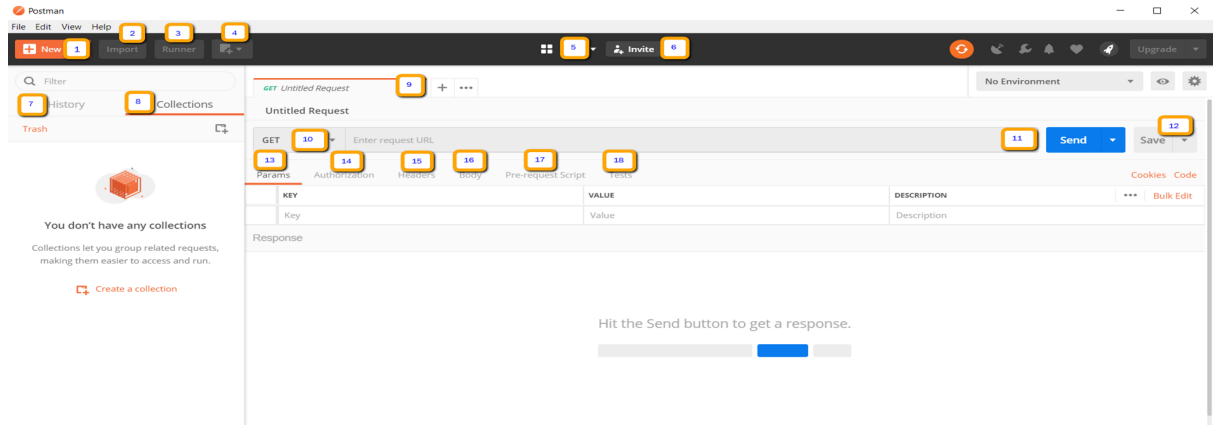 Postman
File Edit View Help
2 3 4
New 1 Import Runner 5 Invite 6 Upgrade
Filter
7 History 8 Collections
Trash
You don't have any collections
Collections let you group related requests,
making them easier to access and run.
Create a collection
GET Untitled Request 9 + •••
No Environment
Untitled Request
12
GET 10 Enter request URL 11 Send Save
13 14 15 16 17 18
Params Authorization Headers Body Pre-request Script Tests Cookies Code
KEY VALUE DESCRIPTION ••• Bulk Edit
Key Value Description
Response
Hit the Send button to get a response.